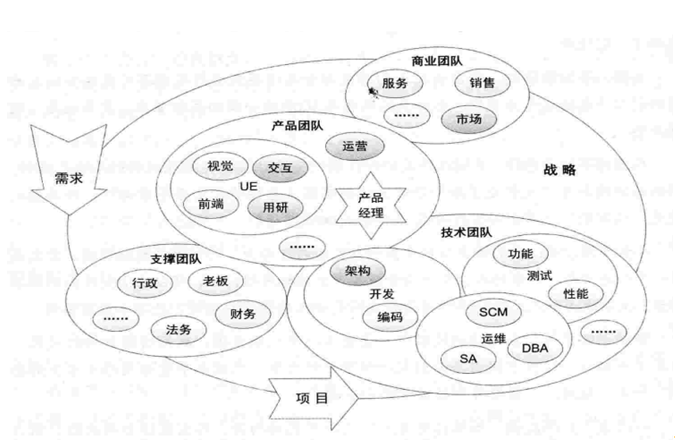 商业团队
服务
销售
……
市场
产品团队
运营
视觉
交互
UE
前端
用研
……
产品
经理
需求
战略
技术团队
功能
测试
性能
……
支撑团队
行政
老板
……
法务
财务
架构
开发
编码
SCM
运维
SA
DBA
项目